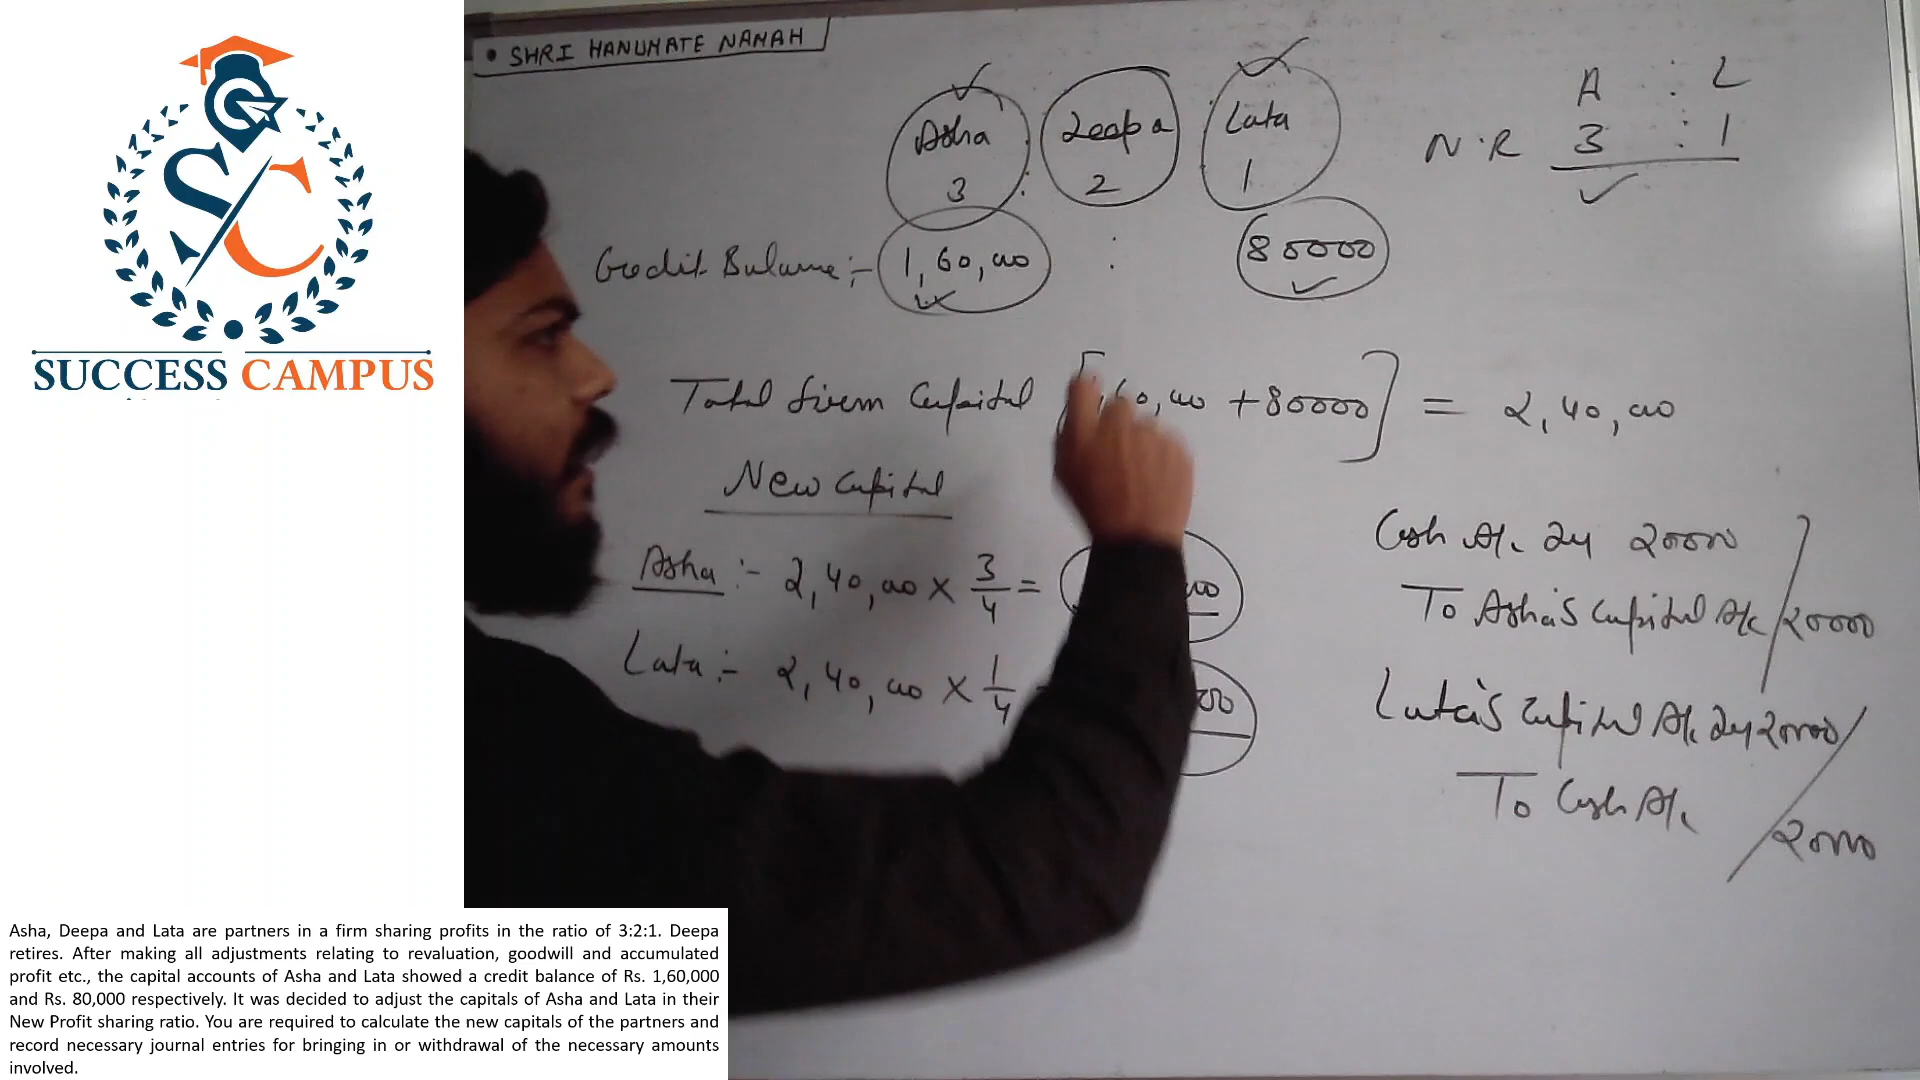 SUCCESS CAMPUS
SC
• SHRI HANUMATE NAMAH
Asha : Deepa : Lata
3 : 2 1
A : L
N.R 3 : 1
Credit Balance :- 1,60,000 : 80000
Total firm Capital [1,60,000 + 80000] = 2,40,000
New Capital
Asha :- 2,40,000 × 3/4 =
Lata :- 2,40,000 × 1/4
Cash A/c Dr 20000
To Asha's Capital A/c 20000
Lata's Capital A/c Dr 20000
To Cash A/c 20000
Asha, Deepa and Lata are partners in a firm sharing profits in the ratio of 3:2:1. Deepa
retires. After making all adjustments relating to revaluation, goodwill and accumulated
profit etc., the capital accounts of Asha and Lata showed a credit balance of Rs. 1,60,000
and Rs. 80,000 respectively. It was decided to adjust the capitals of Asha and Lata in their
New Profit sharing ratio. You are required to calculate the new capitals of the partners and
record necessary journal entries for bringing in or withdrawal of the necessary amounts
involved.